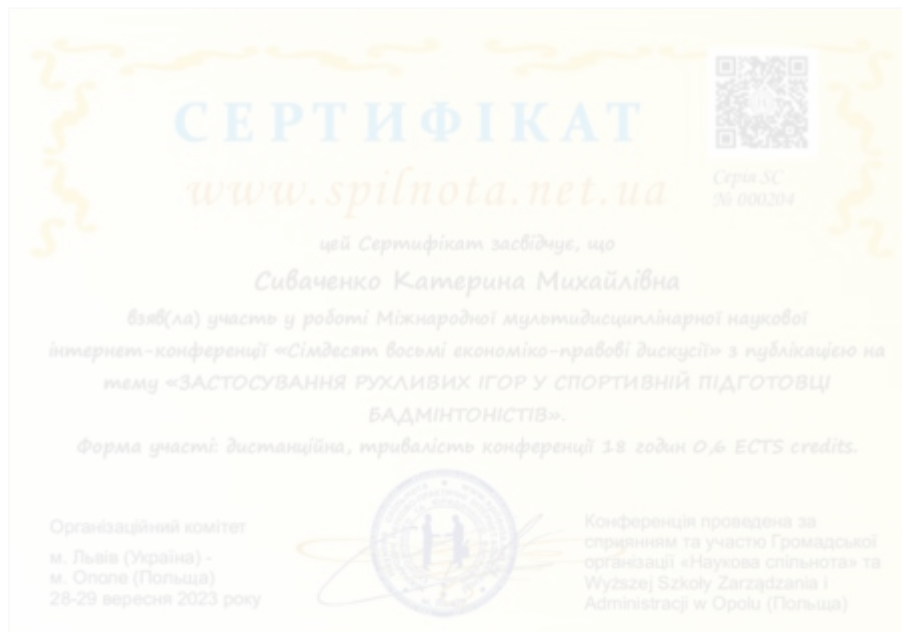 СЕРТИФІКАТ
www.spilnota.net.ua
Серія SC
№ 000204
цей Сертифікат засвідчує, що
Сиваченко Катерина Михайлівна
взяв(ла) участь у роботі Міжнародної мультидисциплінарної наукової
інтернет-конференції «Сімдесят восьмі економіко-правові дискусії» з публікацією на
тему «ЗАСТОСУВАННЯ РУХЛИВИХ ІГОР У СПОРТИВНІЙ ПІДГОТОВЦІ
БАДМІНТОНІСТІВ».
Форма участі: дистанційна, тривалість конференції 18 годин 0,6 ECTS credits.
Організаційний комітет
м. Львів (Україна) -
м. Ополе (Польща)
28-29 вересня 2023 року
Конференція проведена за
сприянням та участю Громадської
організації «Наукова спільнота» та
Wyższej Szkoły Zarządzania i
Administracji w Opolu (Польща)